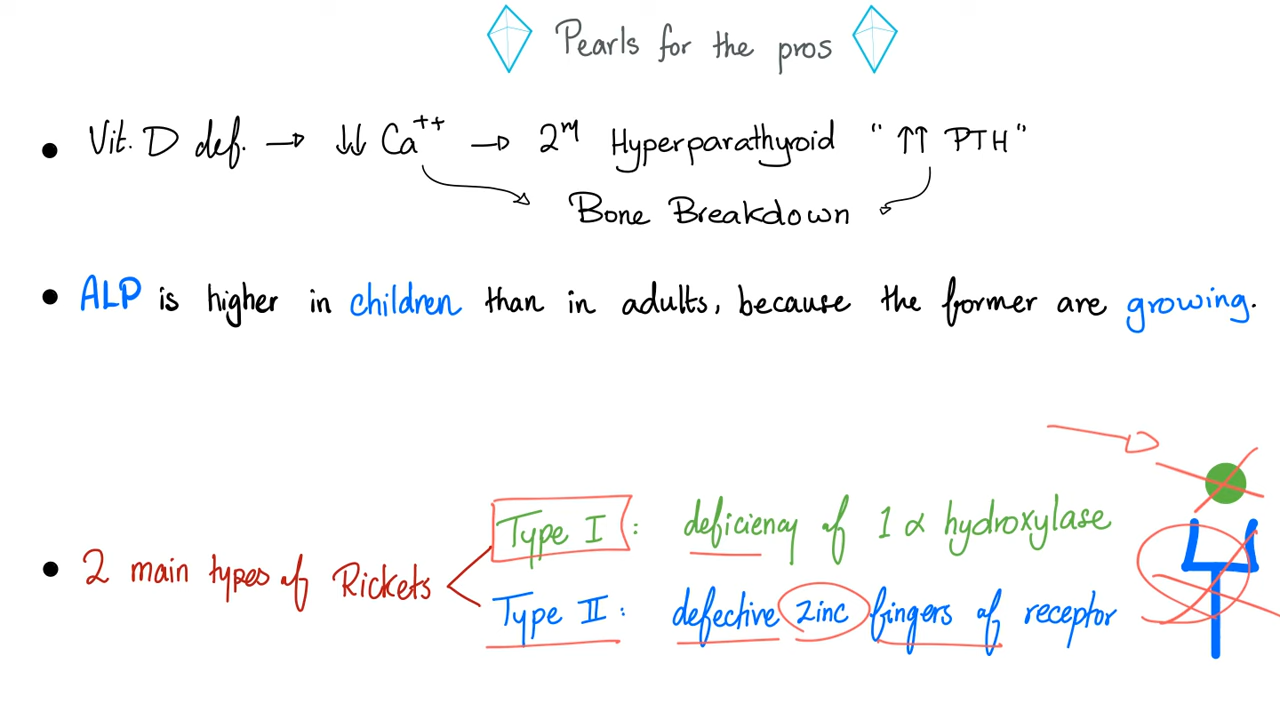 Pearls for the pros
• Vit. D def. → ↓↓ Ca⁺⁺ → 2ry Hyperparathyroid "↑↑ PTH"
Bone Breakdown
• ALP is higher in children than in adults, because the former are growing.
Type I : deficiency of 1 α hydroxylase
• 2 main types of Rickets
Type II : defective zinc fingers of receptor